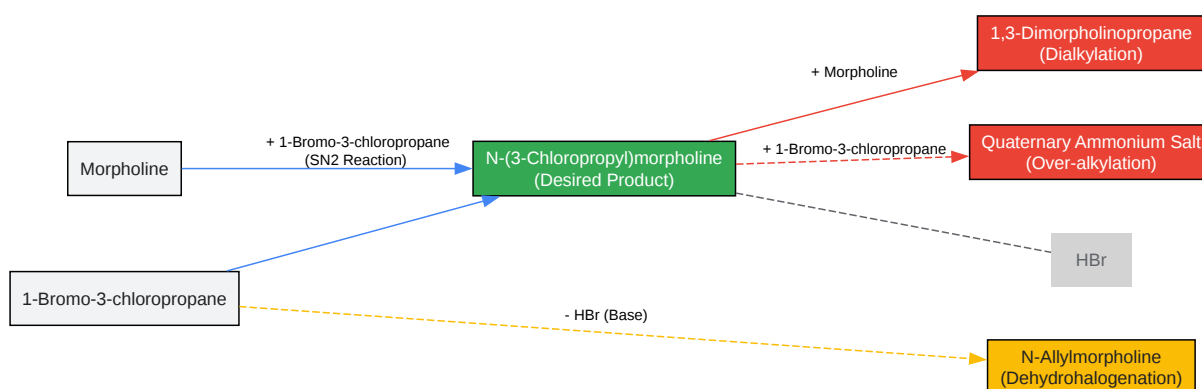 1,3-Dimorpholinopropane
(Dialkylation)
+ Morpholine
+ 1-Bromo-3-chloropropane
(SN2 Reaction)
Morpholine
N-(3-Chloropropyl)morpholine
(Desired Product)
+ 1-Bromo-3-chloropropane
Quaternary Ammonium Salt
(Over-alkylation)
HBr
1-Bromo-3-chloropropane
- HBr (Base)
N-Allylmorpholine
(Dehydrohalogenation)